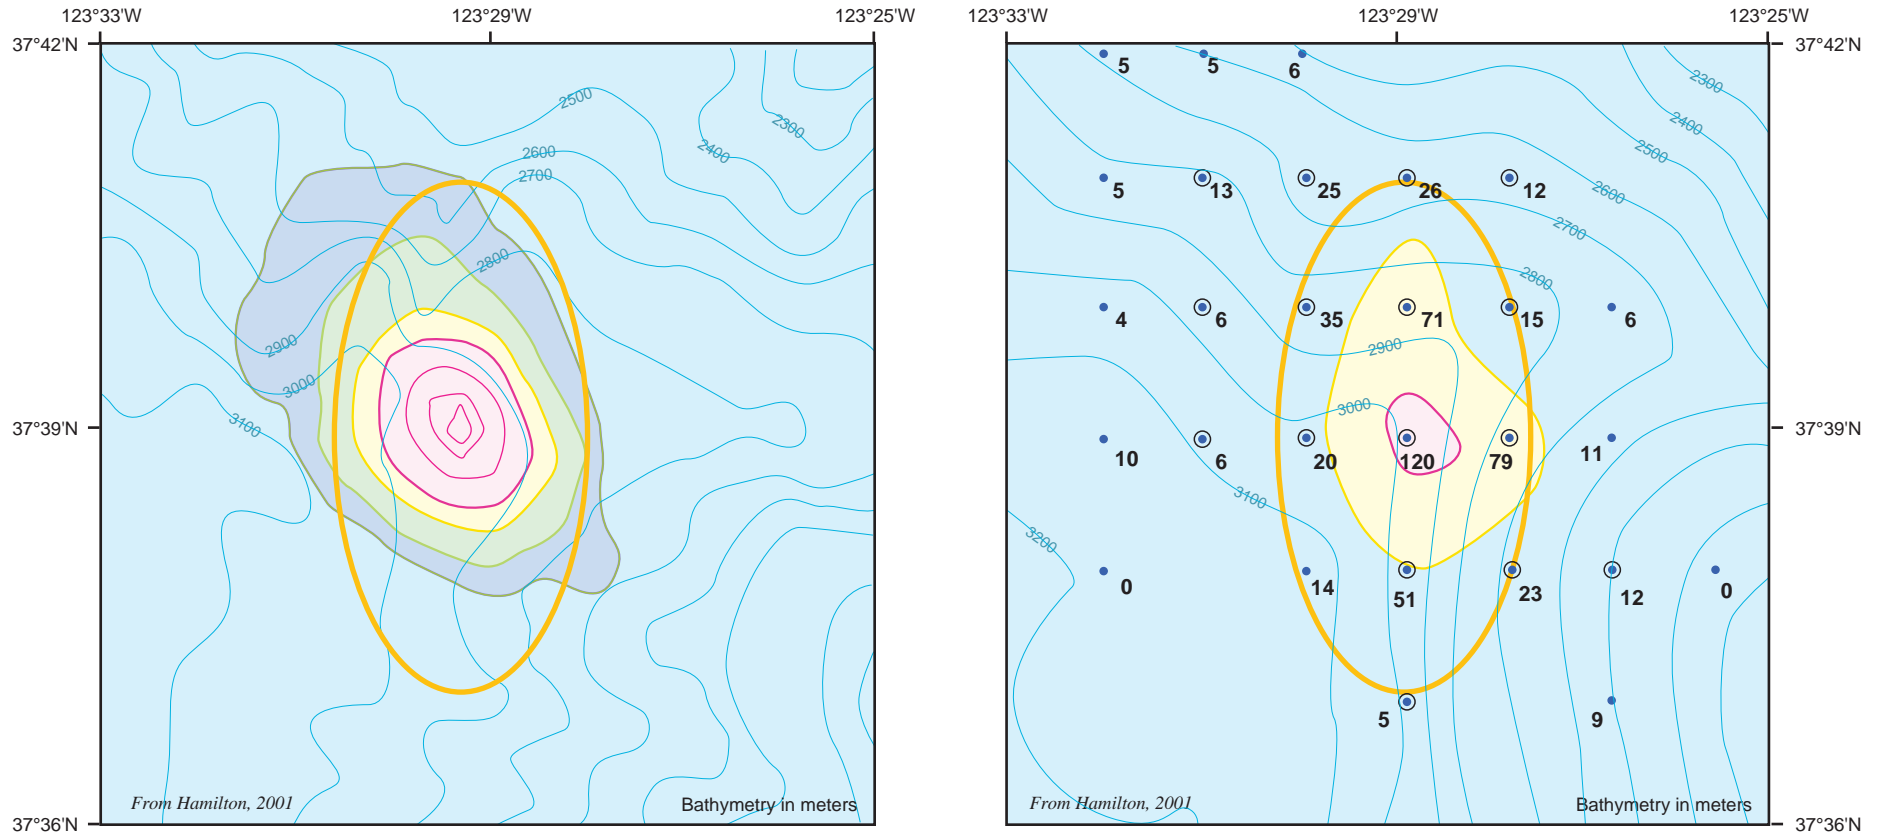 123°33'W 123°29'W 123°25'W
37°42'N
37°39'N
37°36'N
2500
2300
2400
2600
2700
2800
2900
3000
3100
From Hamilton, 2001 Bathymetry in meters
123°33'W 123°29'W 123°25'W
37°42'N
37°39'N
37°36'N
5 5 6
2300
2400
2500
5 13 25 26 12
2600
2700
2800
4 6 35 71 15 6
2900
3000
10 6 20 120 79 11
3100
3200
0 14 51 23 12 0
5 9
From Hamilton, 2001 Bathymetry in meters